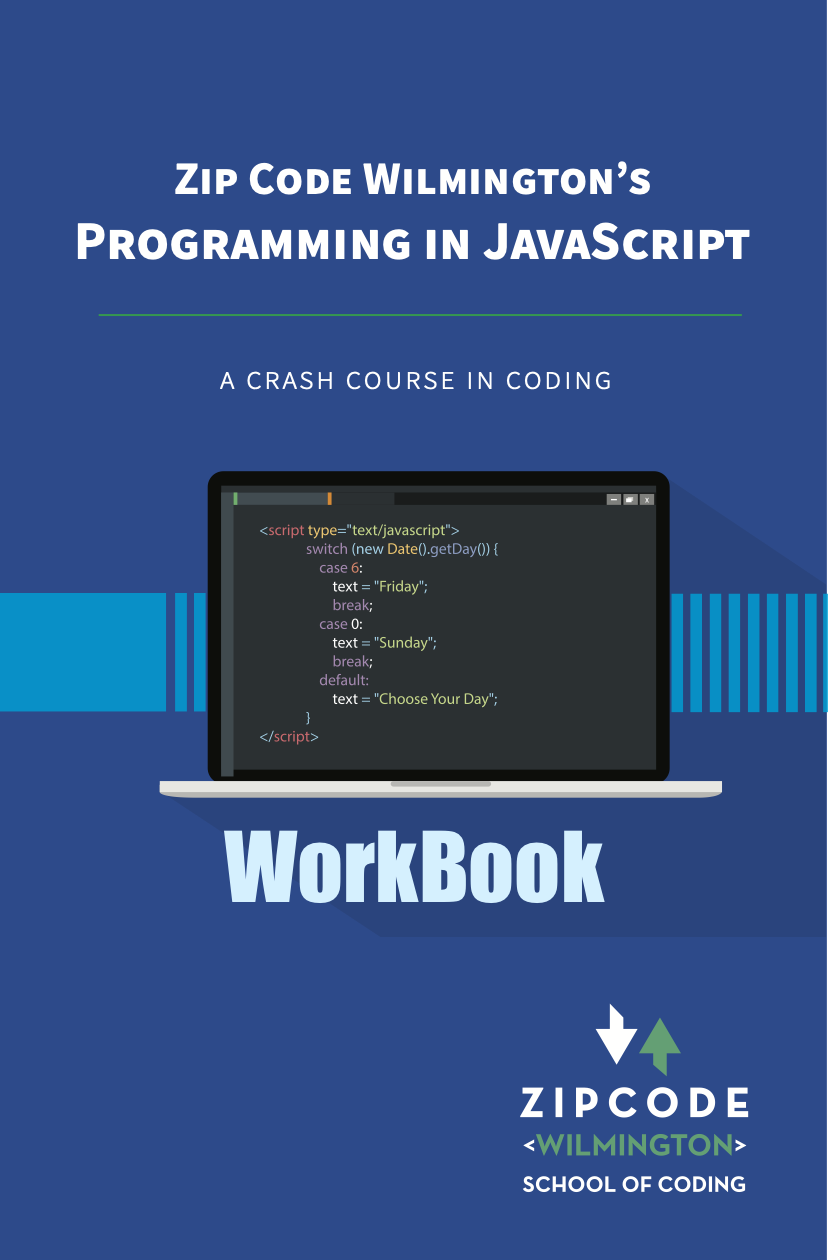 Zip Code Wilmington’s
Programming in JavaScript
A CRASH COURSE IN CODING
x
<script type="text/javascript">
switch (new Date().getDay()) {
case 6:
text = "Friday";
break;
case 0:
text = "Sunday";
break;
default:
text = "Choose Your Day";
}
</script>
WorkBook
ZIPCODE
<WILMINGTON>
SCHOOL OF CODING